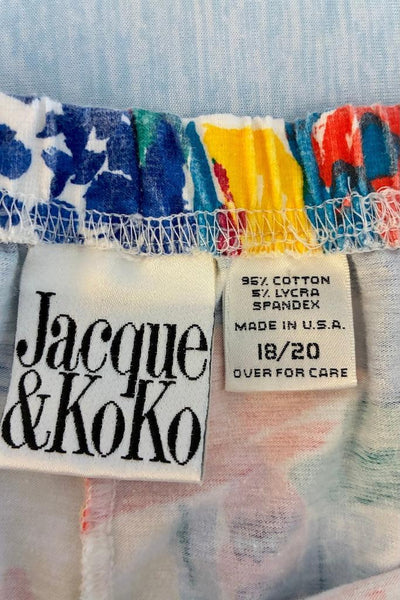 Jacque
&KoKo
95% COTTON
5% LYCRA
SPANDEX
MADE IN U.S.A.
18/20
OVER FOR CARE